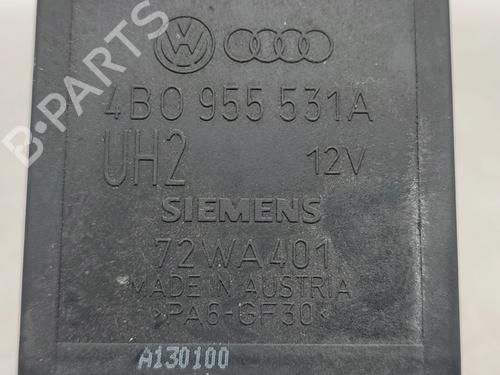 B-PARTS
4B0 955 531A
UH2 12V
SIEMENS
72WA401
MADE IN AUSTRIA
>PA6-GF30<
A130100